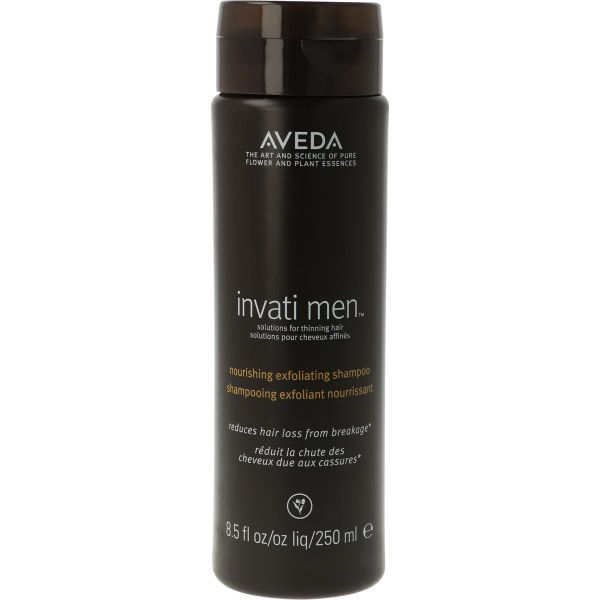 AVEDA
THE ART AND SCIENCE OF PURE
FLOWER AND PLANT ESSENCES
invati men™
solutions for thinning hair
solutions pour cheveux affinés
nourishing exfoliating shampoo
shampooing exfoliant nourrissant
reduces hair loss from breakage*
réduit la chute des
cheveux due aux cassures*
8.5 fl oz/oz liq/250 ml ℮